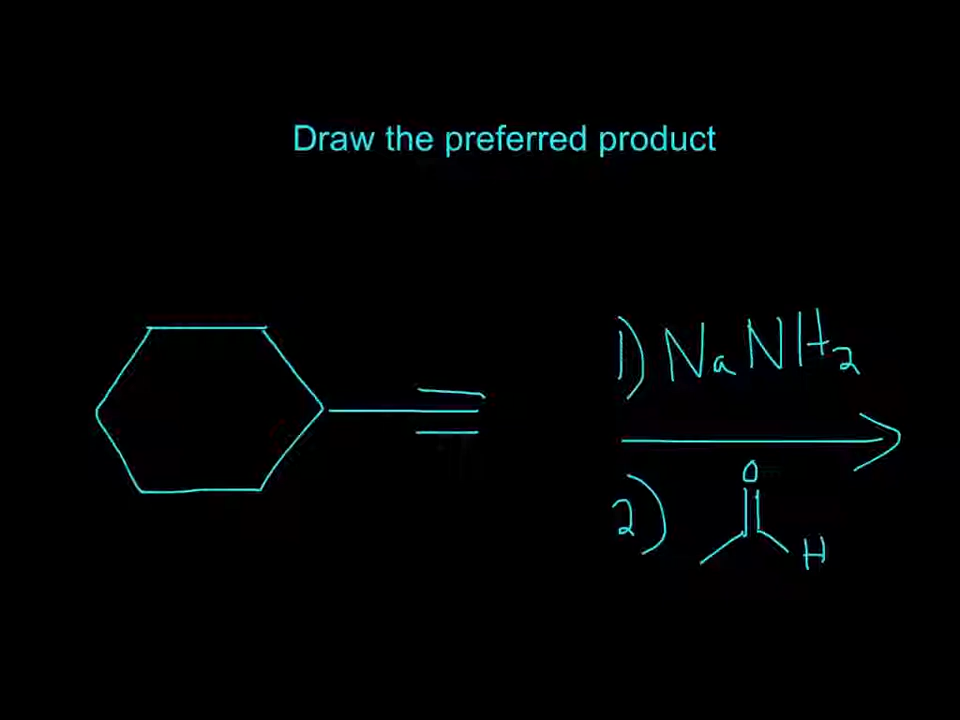 Draw the preferred product
1) NaNH2
2)
O
H